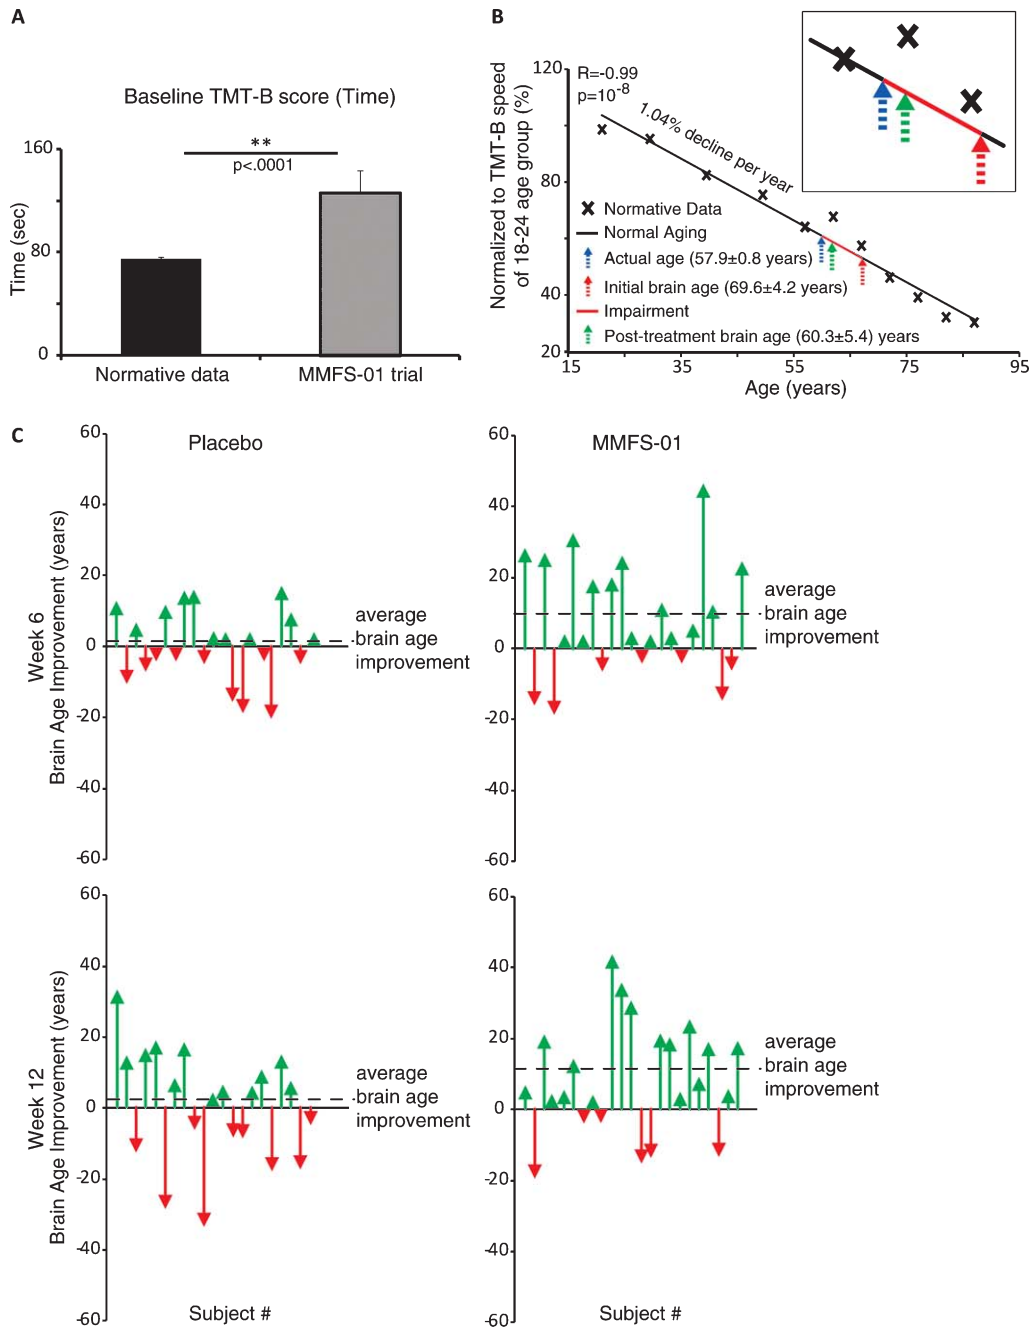 A
Baseline TMT-B score (Time)
160
80
0
Time (sec)
**
p<.0001
Normative data
MMFS-01 trial
B
Normalized to TMT-B speed
of 18-24 age group (%)
120
80
40
20
R=-0.99
p=10-8
1.04% decline per year
Normative Data
Normal Aging
Actual age (57.9±0.8 years)
Initial brain age (69.6±4.2 years)
Impairment
Post-treatment brain age (60.3±5.4) years
15
35
55
75
95
Age (years)
C
Placebo
Week 6
Brain Age Improvement (years)
60
40
20
0
-20
-40
-60
average
brain age
improvement
MMFS-01
60
40
20
0
-20
-40
-60
average
brain age
improvement
Week 12
Brain Age Improvement (years)
60
40
20
0
-20
-40
-60
average
brain age
improvement
Subject #
60
40
20
0
-20
-40
-60
average
brain age
improvement
Subject #